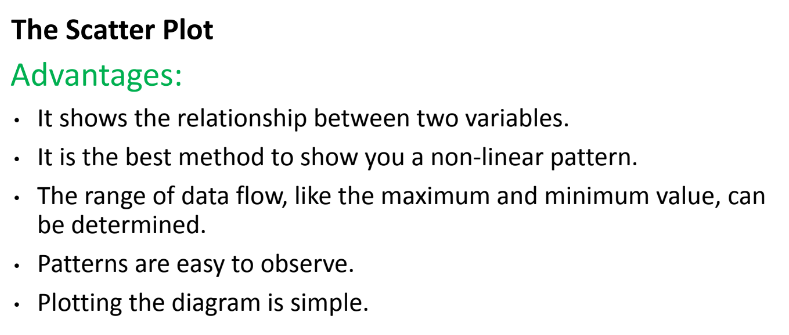 The Scatter Plot
Advantages:
• It shows the relationship between two variables.
• It is the best method to show you a non-linear pattern.
• The range of data flow, like the maximum and minimum value, can
be determined.
• Patterns are easy to observe.
• Plotting the diagram is simple.